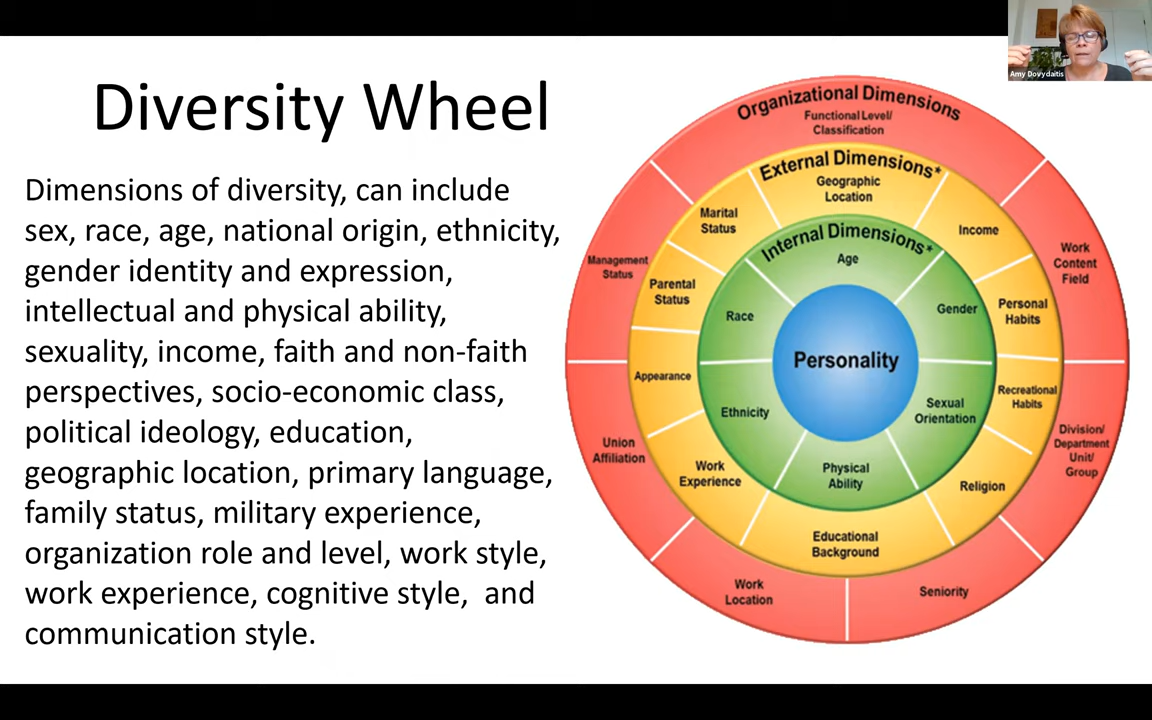 Amy Dovydaitis
Diversity Wheel
Dimensions of diversity, can include
sex, race, age, national origin, ethnicity,
gender identity and expression,
intellectual and physical ability,
sexuality, income, faith and non-faith
perspectives, socio-economic class,
political ideology, education,
geographic location, primary language,
family status, military experience,
organization role and level, work style,
work experience, cognitive style,  and
communication style.
Organizational Dimensions
Functional Level/
Classification
External Dimensions*
Geographic
Location
Marital
Status
Income
Internal Dimensions*
Age
Management
Status
Work
Content
Field
Parental
Status
Personal
Habits
Race
Gender
Personality
Appearance
Recreational
Habits
Ethnicity
Sexual
Orientation
Union
Affiliation
Division/
Department
Unit/
Group
Work
Experience
Physical
Ability
Religion
Educational
Background
Work
Location
Seniority